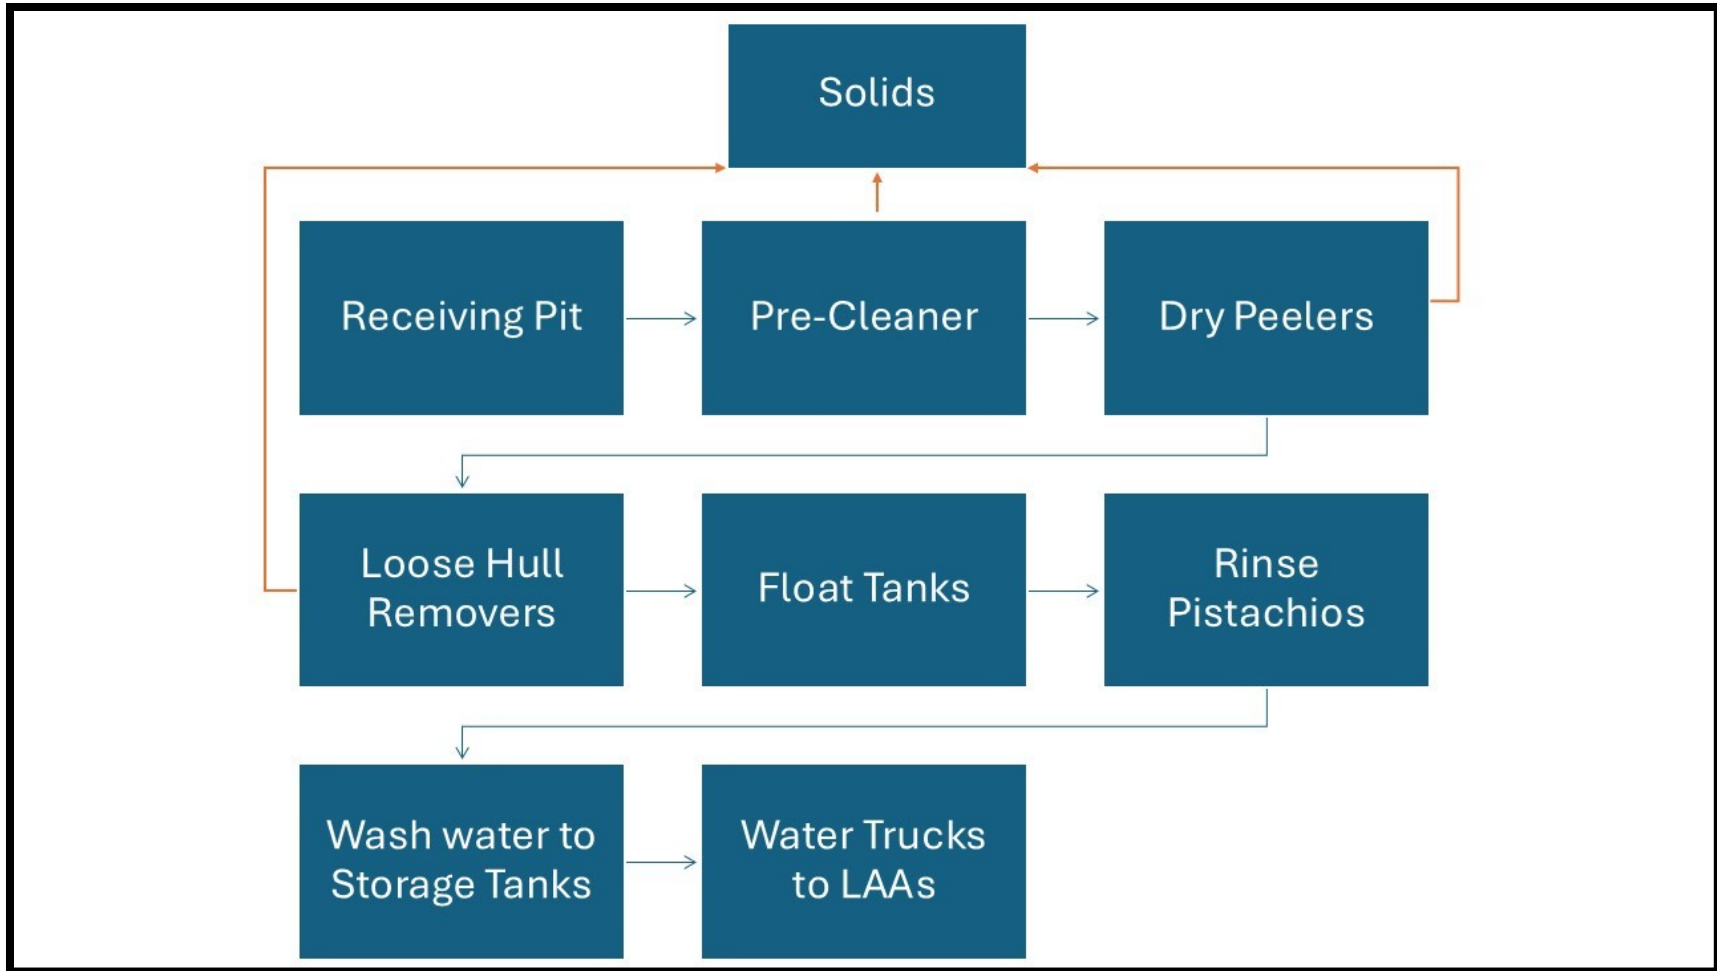 Solids
Receiving Pit
Pre-Cleaner
Dry Peelers
Loose Hull
Removers
Float Tanks
Rinse
Pistachios
Wash water to
Storage Tanks
Water Trucks
to LAAs